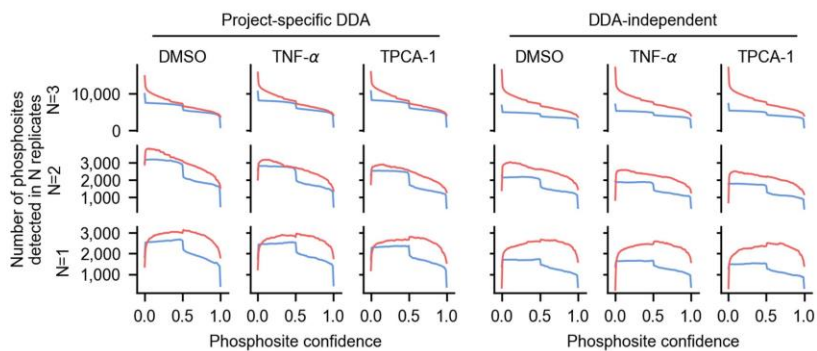 Project-specific DDA
DDA-independent
DMSO TNF-α TPCA-1 DMSO TNF-α TPCA-1
Number of phosphosites
detected in N replicates
N=3
10,000
0
N=2
3,000
2,000
1,000
N=1
3,000
2,000
1,000
0.0 0.5 1.0 0.0 0.5 1.0 0.0 0.5 1.0 0.0 0.5 1.0 0.0 0.5 1.0 0.0 0.5 1.0
Phosphosite confidence Phosphosite confidence